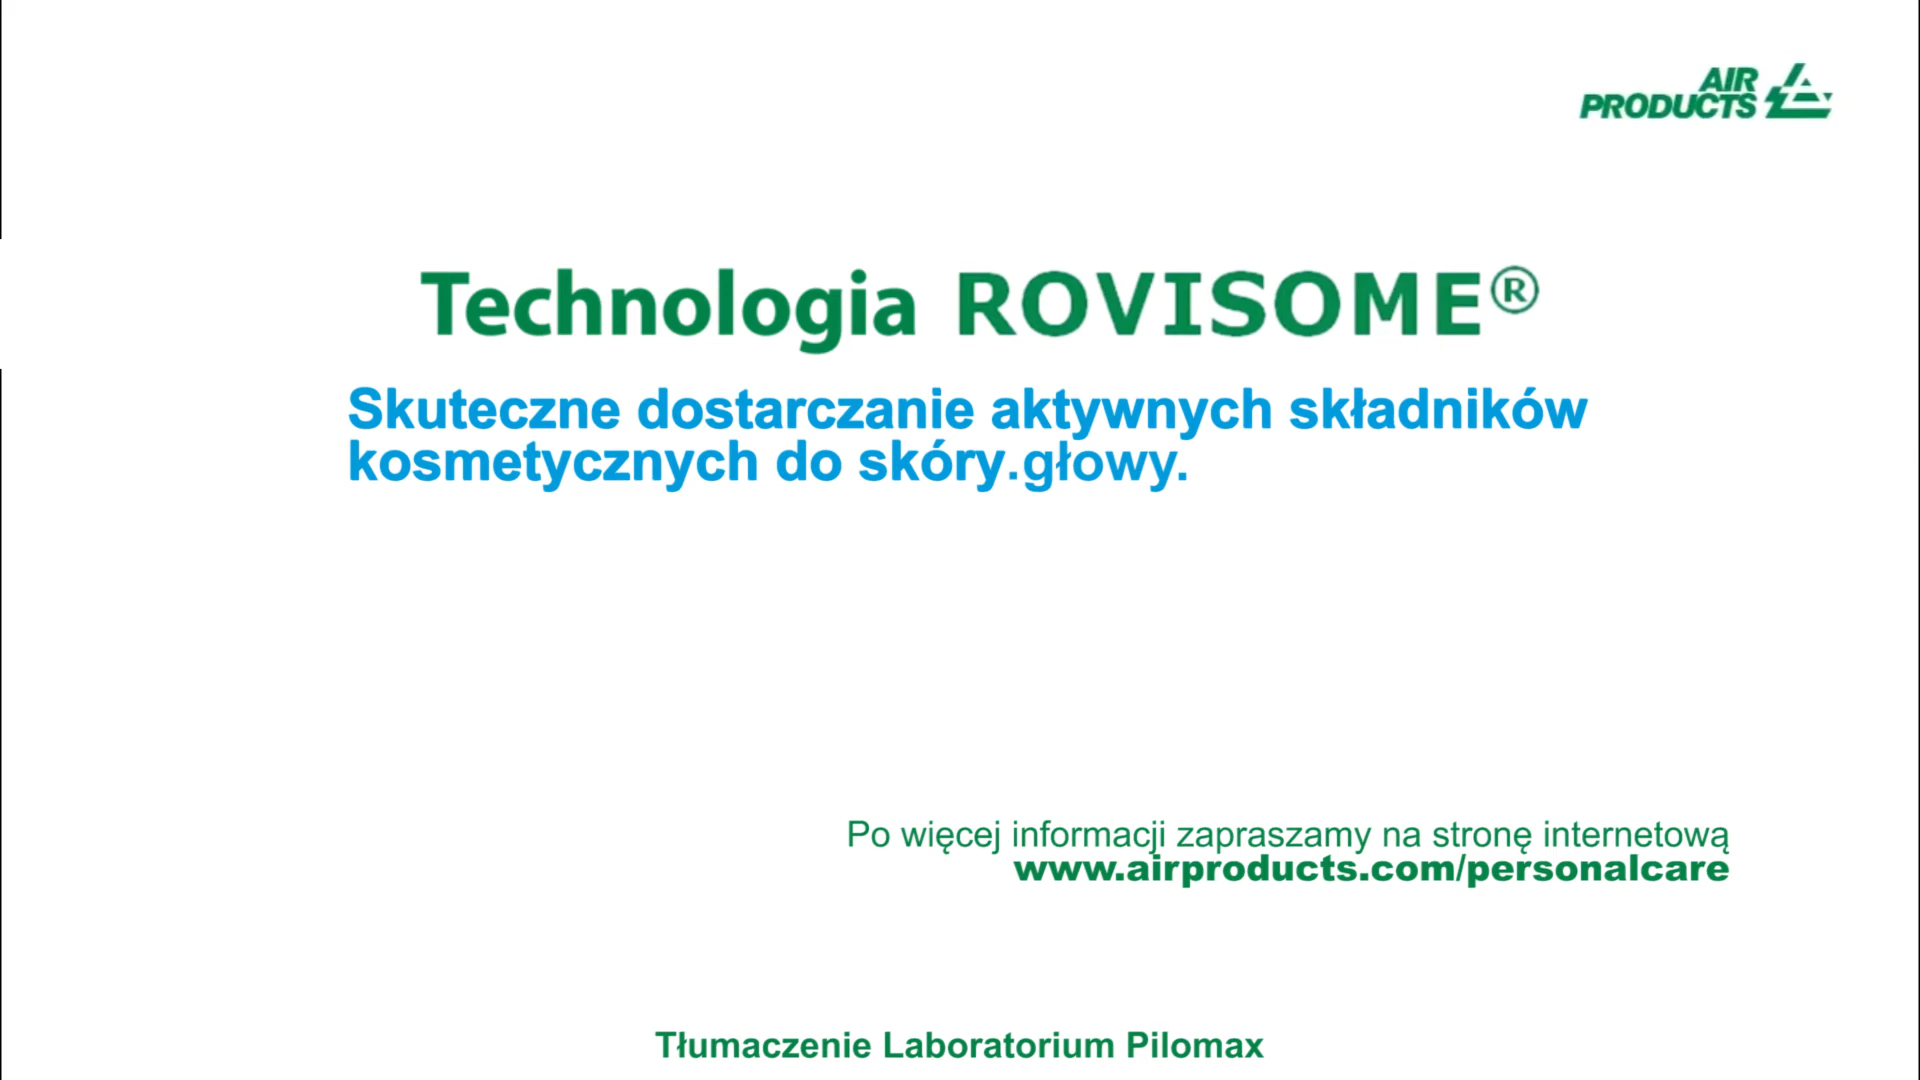 AIR
PRODUCTS
Technologia ROVISOME®
Skuteczne dostarczanie aktywnych składników
kosmetycznych do skóry.głowy.
Po więcej informacji zapraszamy na stronę internetową
www.airproducts.com/personalcare
Tłumaczenie Laboratorium Pilomax